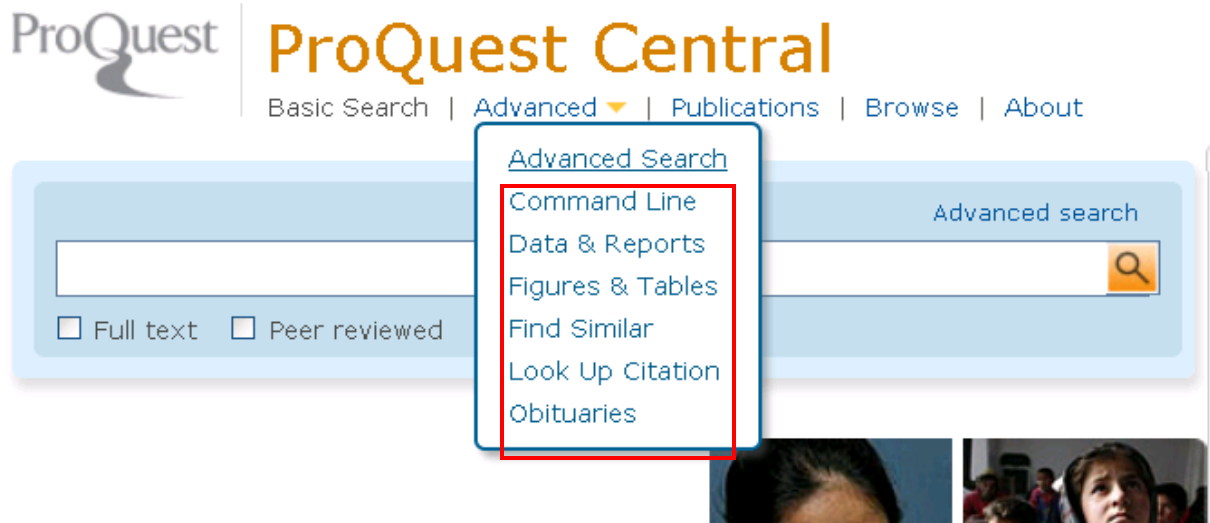 ProQuest
ProQuest Central
Basic Search | Advanced | Publications | Browse | About
Advanced Search
Command Line
Data & Reports
Figures & Tables
Find Similar
Look Up Citation
Obituaries
Advanced search
Full text Peer reviewed